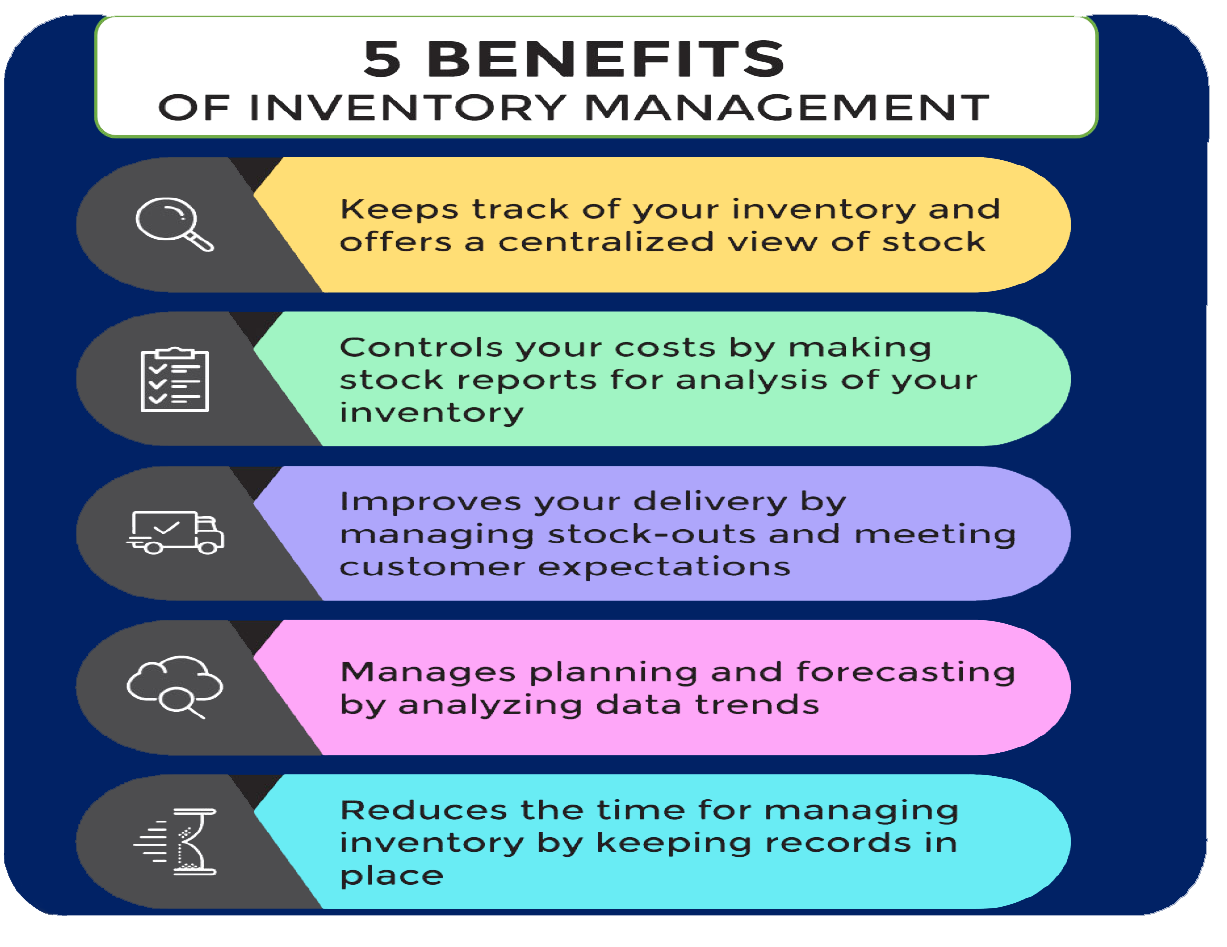 5 BENEFITS
OF INVENTORY MANAGEMENT
Keeps track of your inventory and
offers a centralized view of stock
Controls your costs by making
stock reports for analysis of your
inventory
Improves your delivery by
managing stock-outs and meeting
customer expectations
Manages planning and forecasting
by analyzing data trends
Reduces the time for managing
inventory by keeping records in
place